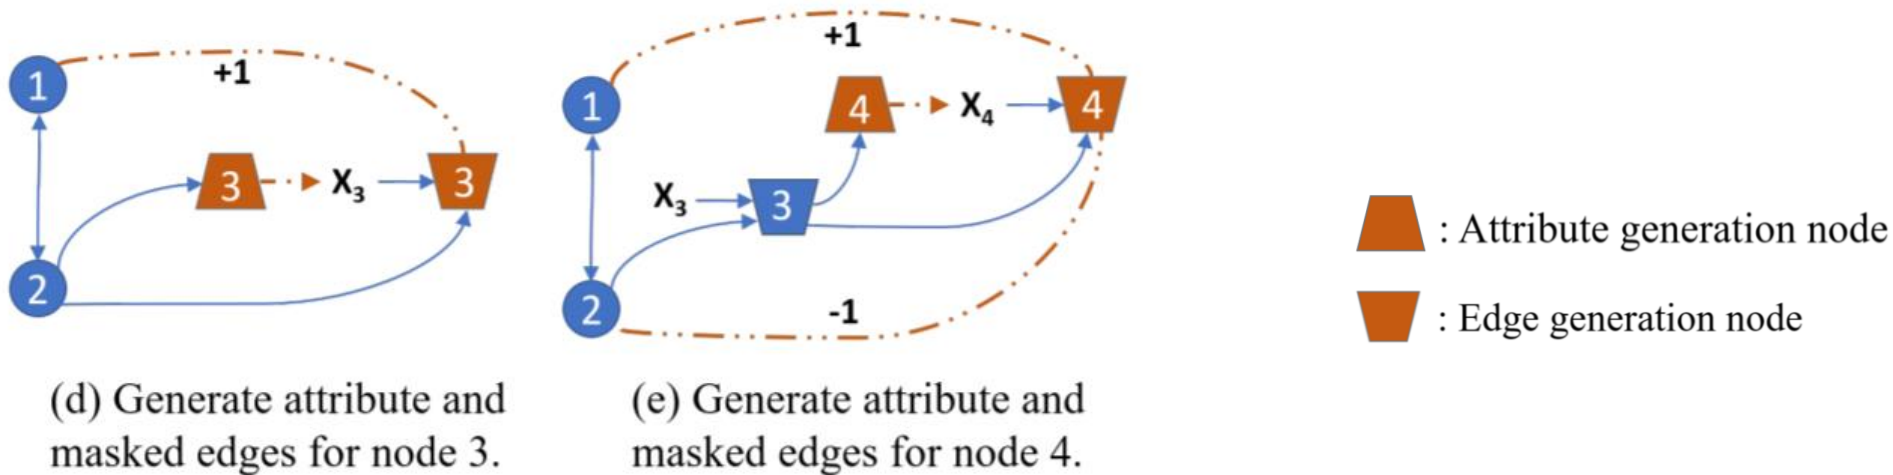 1
+1
3
X3
3
2
(d) Generate attribute and
masked edges for node 3.
+1
1
4
X4
4
X3
3
2
-1
(e) Generate attribute and
masked edges for node 4.
: Attribute generation node
: Edge generation node